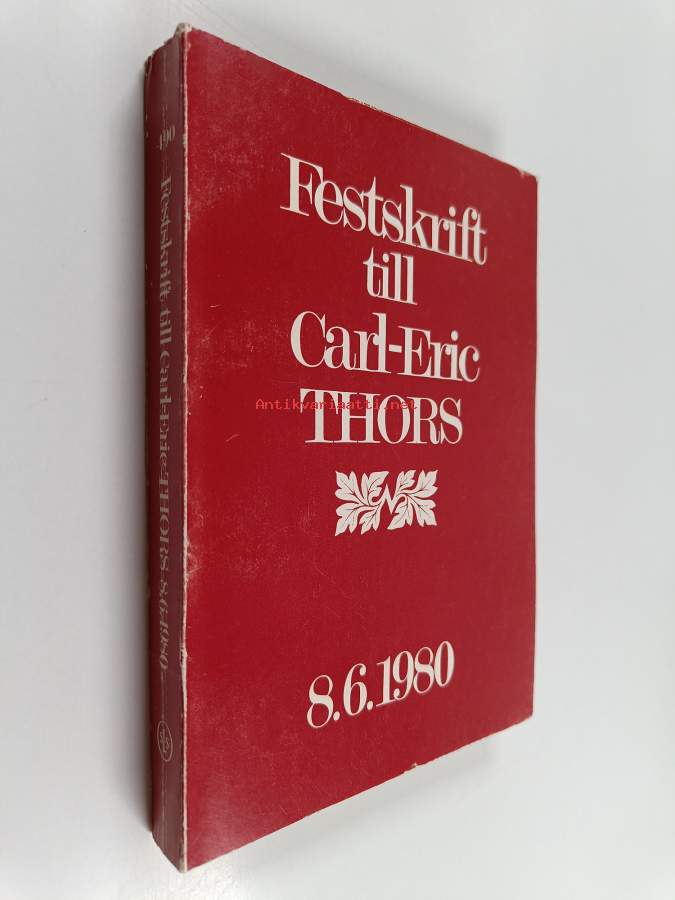 Festskrift
till
Carl-Eric
THORS
8.6.1980
Antikvariaatti.net
490 Festskrift till Carl-Eric THORS 8.6.1980